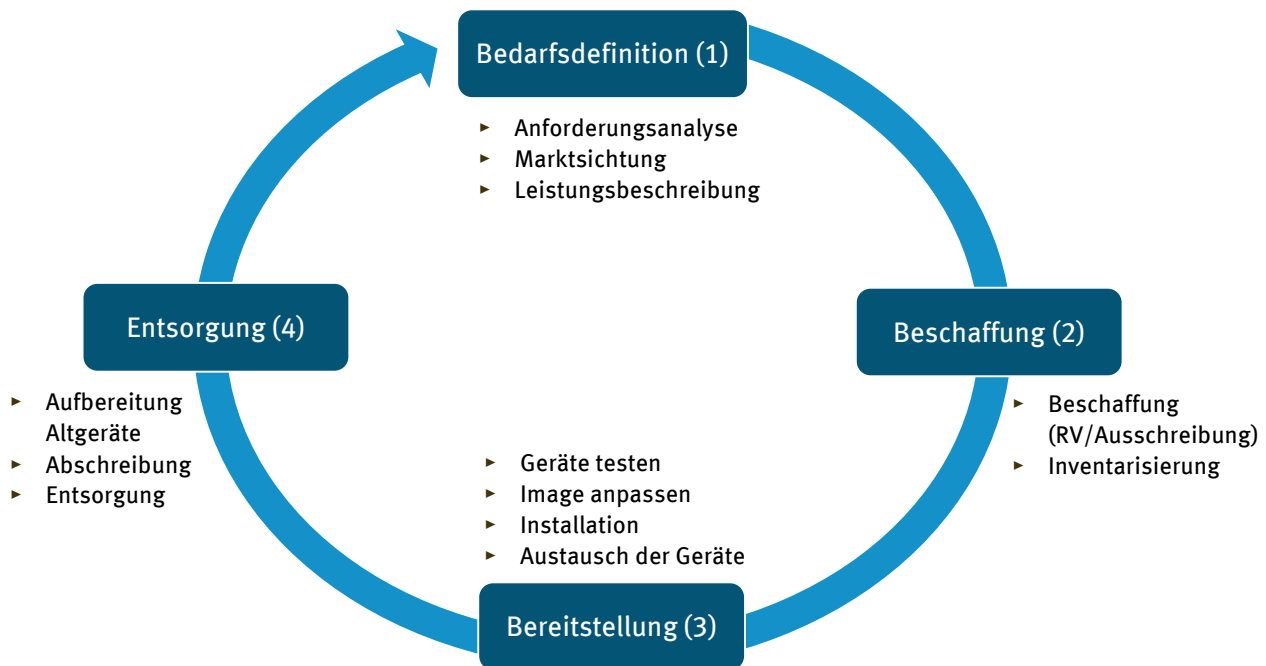 Bedarfsdefinition (1)
► Anforderungsanalyse
► Marktsichtung
► Leistungsbeschreibung
Beschaffung (2)
► Beschaffung
(RV/Ausschreibung)
► Inventarisierung
Geräte testen
► Image anpassen
► Installation
► Austausch der Geräte
Bereitstellung (3)
Entsorgung (4)
► Aufbereitung
Altgeräte
► Abschreibung
► Entsorgung